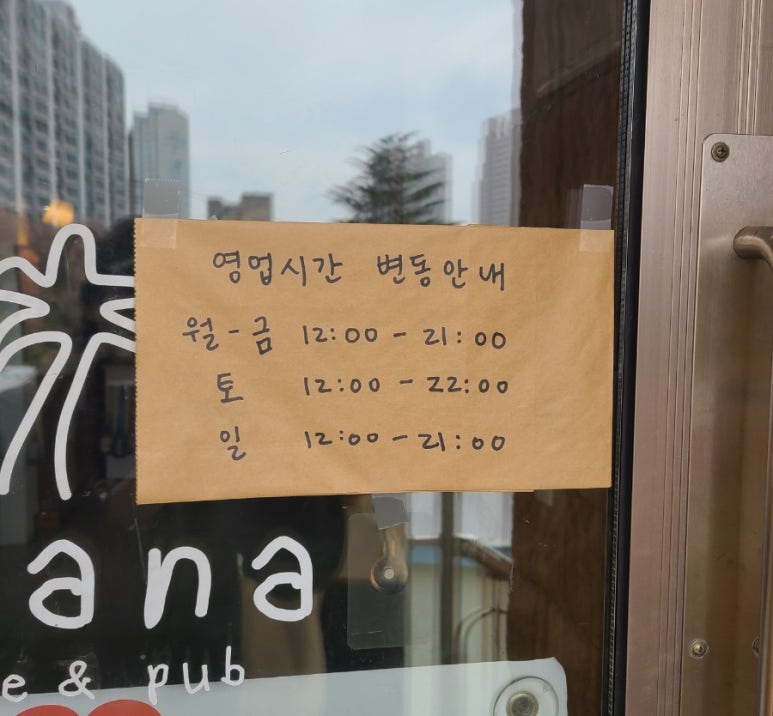 영업시간 변동안내
월-금 12:00 - 21:00
토 12:00 - 22:00
일 12:00 - 21:00
ana
e & pub